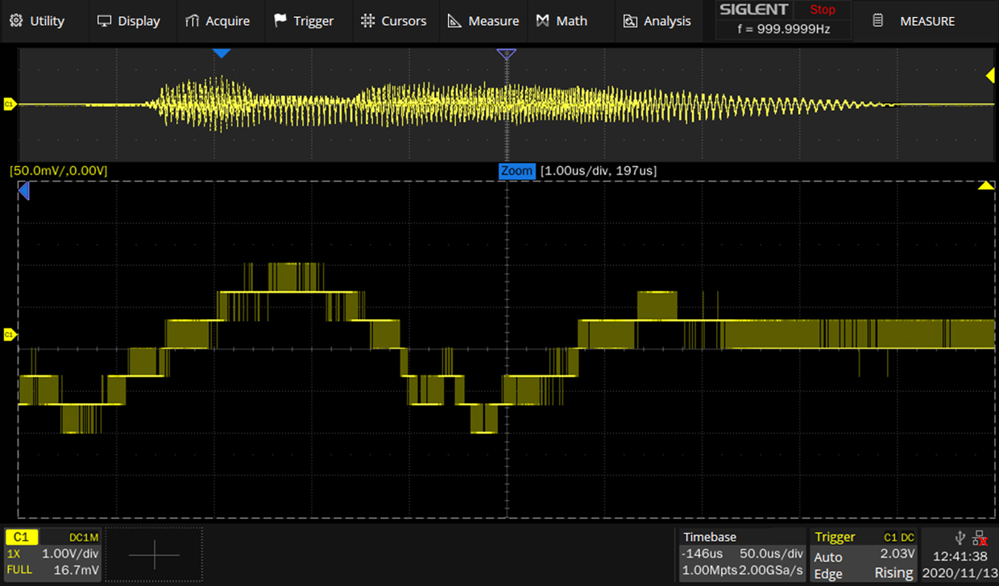 Utility Display Acquire Trigger Cursors Measure Math Analysis SIGLENT Stop MEASURE
f = 999.9999Hz
C1
[50.0mV/,0.00V] Zoom [1.00us/div, 197us]
C1
C1 DC1M
1X 1.00V/div
FULL 16.7mV
Timebase
-146us 50.0us/div
1.00Mpts 2.00GSa/s
Trigger C1 DC
Auto 2.03V
Edge Rising
12:41:38
2020/11/13